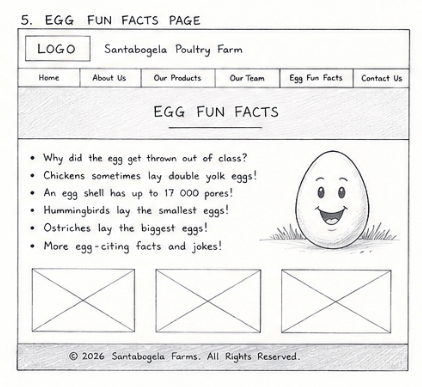 5. EGG FUN FACTS PAGE
LOGO Santabogela Poultry Farm
Home About Us Our Products Our Team Egg Fun Facts Contact Us
EGG FUN FACTS
• Why did the egg get thrown out of class?
• Chickens sometimes lay double yolk eggs!
• An egg shell has up to 17 000 pores!
• Hummingbirds lay the smallest eggs!
• Ostriches lay the biggest eggs!
• More egg-citing facts and jokes!
© 2026 Santabogela Farms. All Rights Reserved.